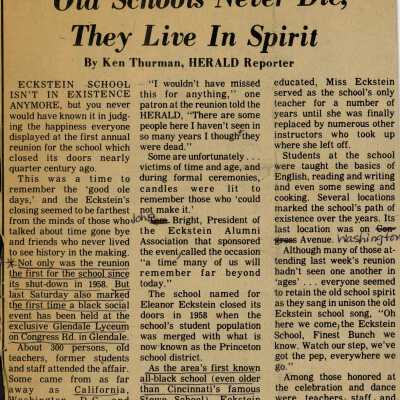 Old Schools Never Die,
They Live In Spirit
By Ken Thurman, HERALD Reporter
ECKSTEIN SCHOOL
ISN'T IN EXISTENCE
ANYMORE, but you never
would have known it in judg-
ing the happiness everyone
displayed at the first annual
reunion for the school which
closed its doors nearly
quarter century ago.
This was a time to
remember the 'good ole
days,' and the Eckstein's
closing seemed to be farthest
from the minds of those who
talked about time gone bye
and friends who never lived
to see history in the making.
* Not only was the reunion
the first for the school since
its shut-down in 1958. But
last Saturday also marked
the first time a black social
event has been held at the
exclusive Glendale Lyceum
on Congress Rd. in Glendale.
About 300 persons, old
teachers, former students
and staff attended the affair.
Some came from as far
away as California,
Washington, D.C. and
"I wouldn't have missed
this for anything," one
patron at the reunion told the
HERALD, "There are some
people here I haven't seen in
so many years I though they
were dead."
Some are unfortunately . . .
victims of time and age, and
during formal ceremonies,
candles were lit to
remember those who 'could
not make it.'
John
Bright, President of
the Eckstein Alumni
Association that sponsored
the event, called the occasion
"a time many of us will
remember far beyond
today."
The school named for
Eleanor Eckstein closed its
doors in 1958 when the
school's student population
was merged with what is
now known as the Princeton
school district.
As the area's first known
all-black school (even older
than Cincinnati's famous
Stowe School), Eckstein
educated, Miss Eckstein
served as the school's only
teacher for a number of
years until she was finally
replaced by numerous other
instructors who took up
where she left off.
Students at the school
were taught the basics of
English, reading and writing
and even some sewing and
cooking. Several locations
marked the school's path of
existence over the years. Its
last location was on Con-
gress Avenue. Washington
Although many of those at-
tending last week's reunion
hadn't seen one another in
'ages' . . . everyone seemed
to retain the old school spirit
as they sang in unison the old
Eckstein school song, "Oh
here we come, the Eckstein
School, Finest Bunch we
know. Watch our step, we've
got the pep, everywhere we
go."
Among those honored at
the celebration and dance
were teachers, staff, and